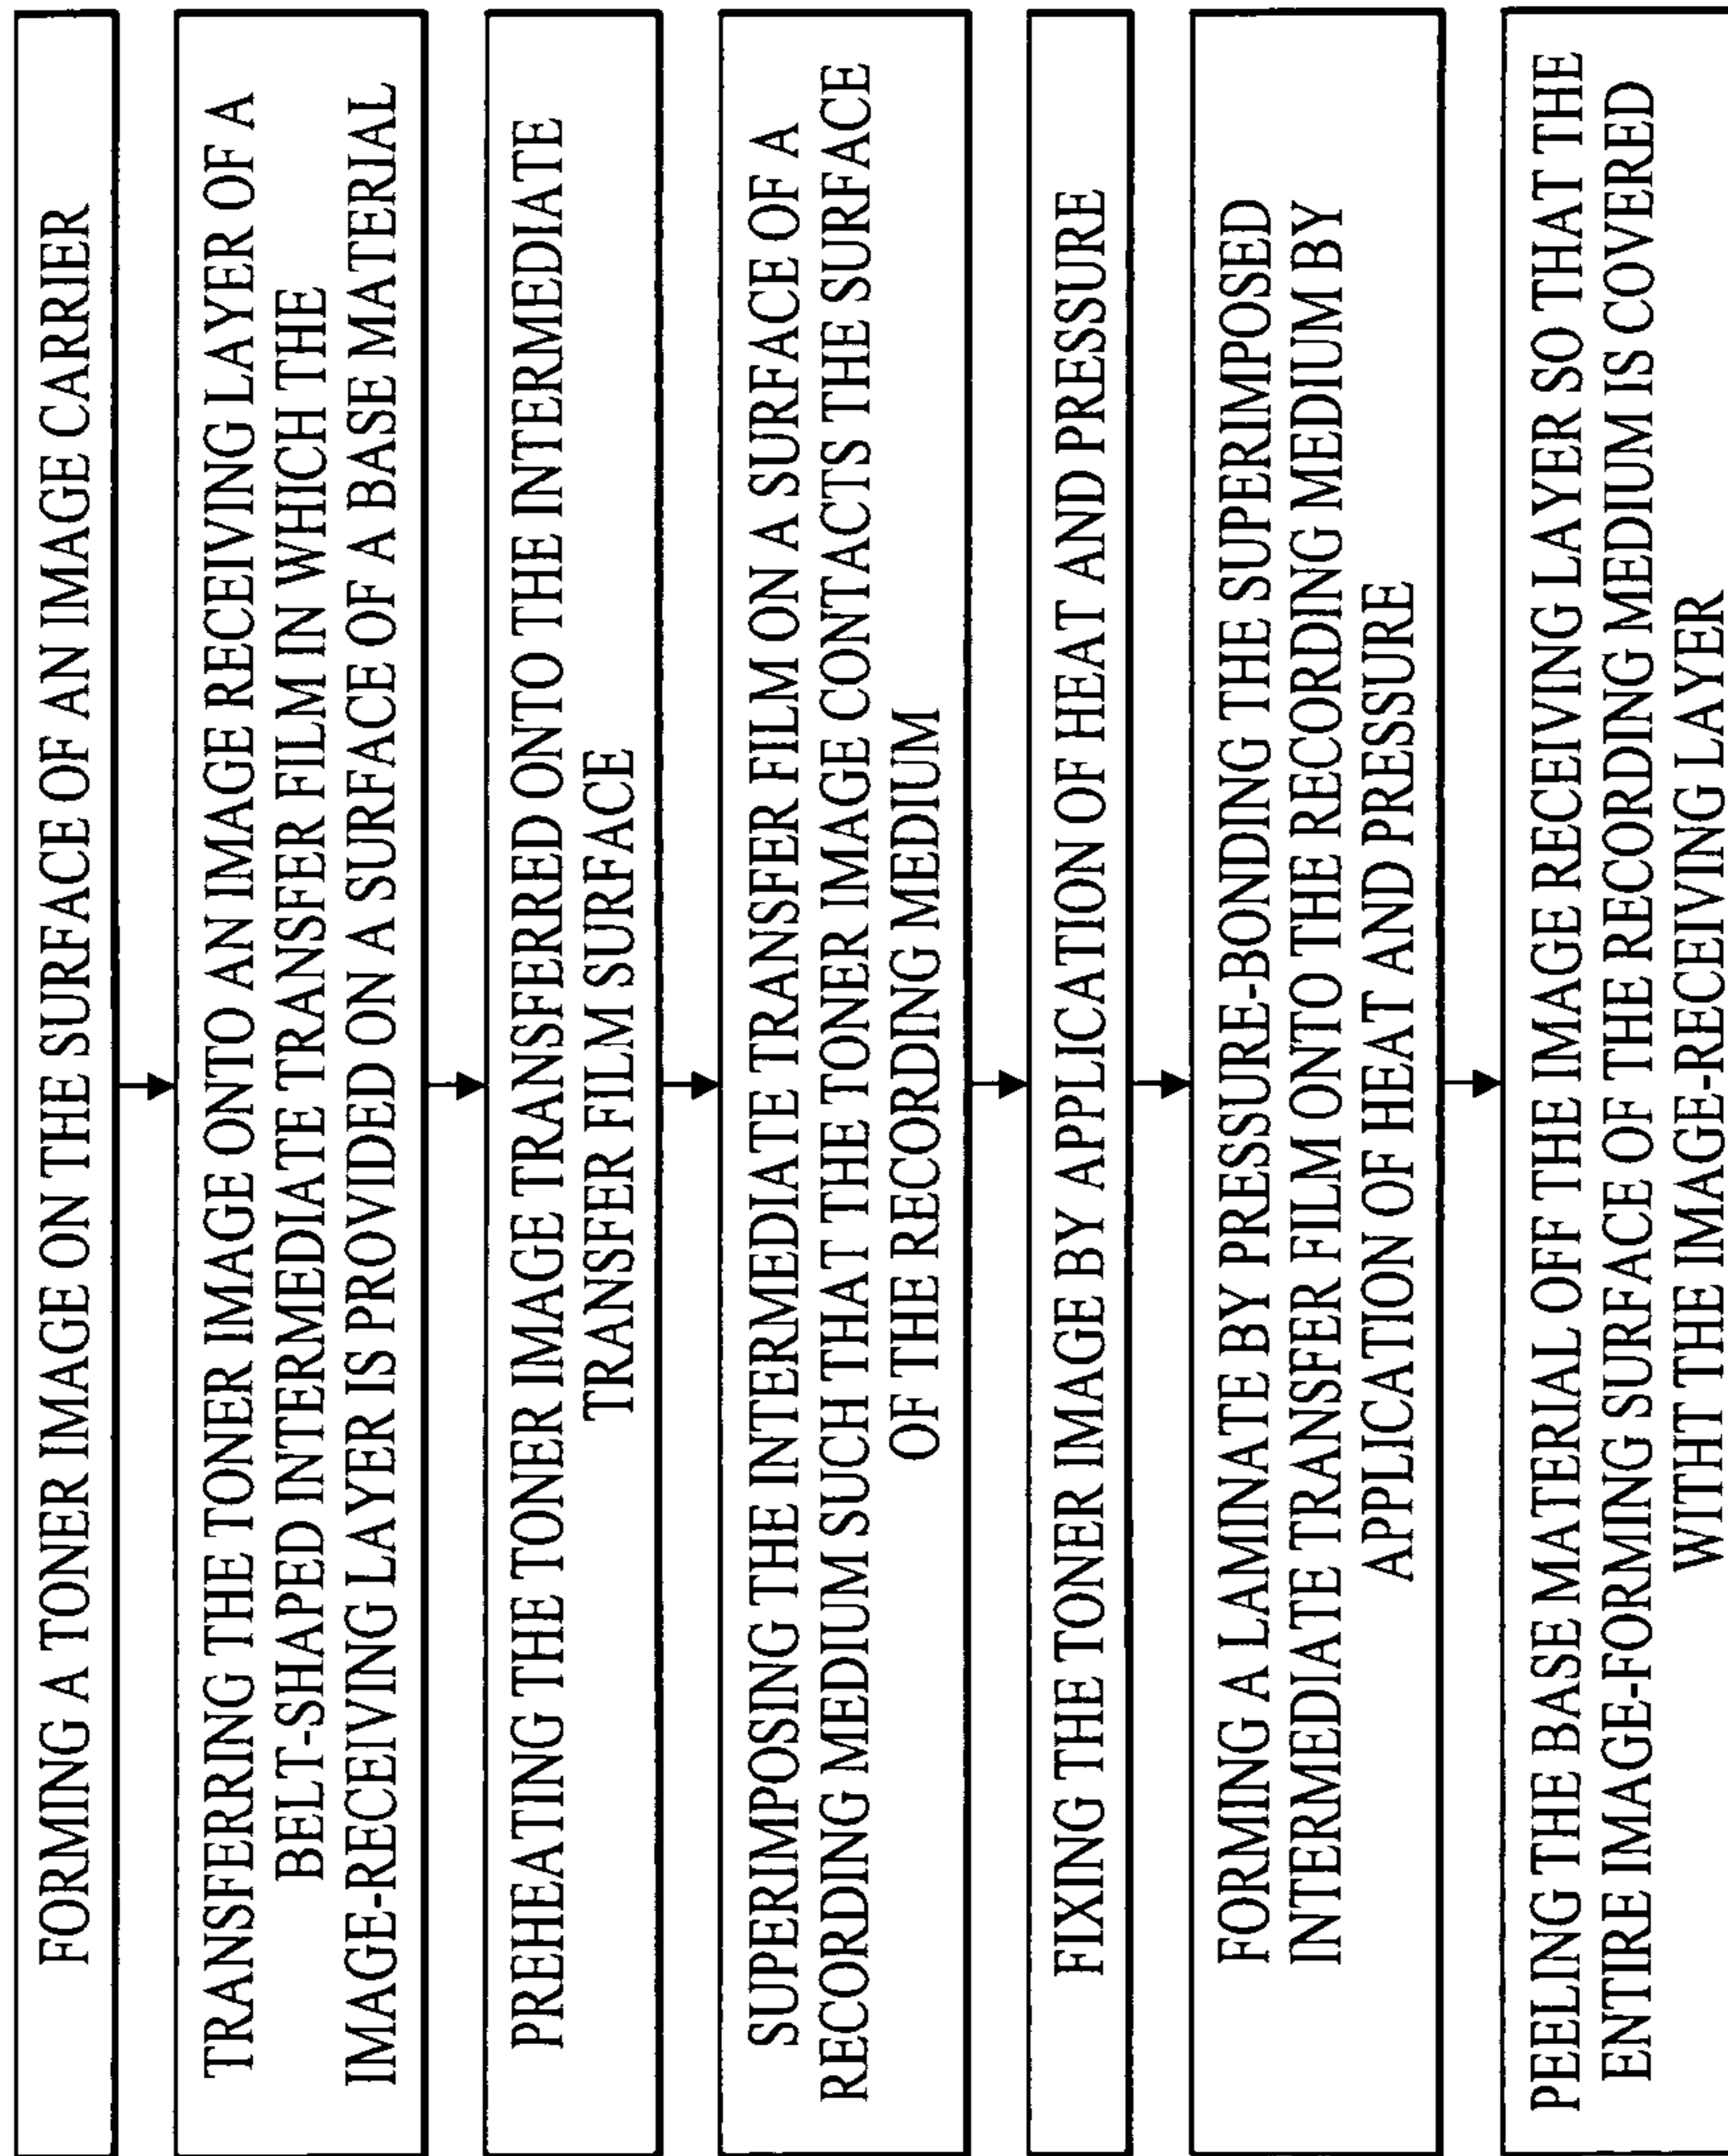 FORMING A TONER IMAGE ON THE SURFACE OF AN IMAGE CARRIER
TRANSFERRING THE TONER IMAGE ONTO AN IMAGE RECEIVING LAYER OF A
BELT-SHAPED INTERMEDIATE TRANSFER FILM IN WHICH THE
IMAGE-RECEIVING LAYER IS PROVIDED ON A SURFACE OF A BASE MATERIAL
PREHEATING THE TONER IMAGE TRANSFERRED ONTO THE INTERMEDIATE
TRANSFER FILM SURFACE
SUPERIMPOSING THE INTERMEDIATE TRANSFER FILM ON A SURFACE OF A
RECORDING MEDIUM SUCH THAT THE TONER IMAGE CONTACTS THE SURFACE
OF THE RECORDING MEDIUM
FIXING THE TONER IMAGE BY APPLICATION OF HEAT AND PRESSURE
FORMING A LAMINATE BY PRESSURE-BONDING THE SUPERIMPOSED
INTERMEDIATE TRANSFER FILM ONTO THE RECORDING MEDIUM BY
APPLICATION OF HEAT AND PRESSURE
PEELING THE BASE MATERIAL OFF THE IMAGE RECEIVING LAYER SO THAT THE
ENTIRE IMAGE-FORMING SURFACE OF THE RECORDING MEDIUM IS COVERED
WITHT THE IMAGE-RECEIVING LAYER